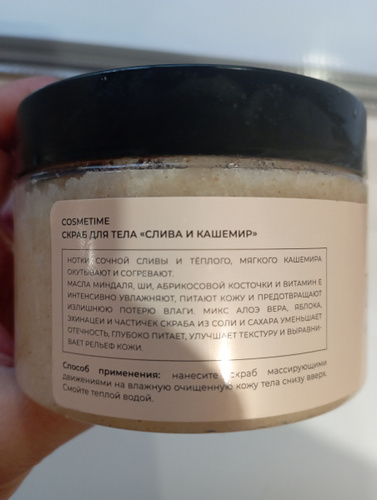 COSMETIME
СКРАБ ДЛЯ ТЕЛА «СЛИВА И КАШЕМИР»
НОТКИ СОЧНОЙ СЛИВЫ И ТЁПЛОГО, МЯГКОГО КАШЕМИРА
ОКУТЫВАЮТ И СОГРЕВАЮТ.
МАСЛА МИНДАЛЯ, ШИ, АБРИКОСОВОЙ КОСТОЧКИ И ВИТАМИН Е
ИНТЕНСИВНО УВЛАЖНЯЮТ, ПИТАЮТ КОЖУ И ПРЕДОТВРАЩАЮТ
ИЗЛИШНЮЮ ПОТЕРЮ ВЛАГИ. МИКС АЛОЭ ВЕРА, ЯБЛОКА,
ЭХИНАЦЕИ И ЧАСТИЧЕК СКРАБА ИЗ СОЛИ И САХАРА УМЕНЬШАЕТ
ОТЕЧНОСТЬ, ГЛУБОКО ПИТАЕТ, УЛУЧШАЕТ ТЕКСТУРУ И ВЫРАВНИ-
ВАЕТ РЕЛЬЕФ КОЖИ.
Способ применения: нанесите скраб массирующими
движениями на влажную очищенную кожу тела снизу вверх.
Смойте теплой водой.